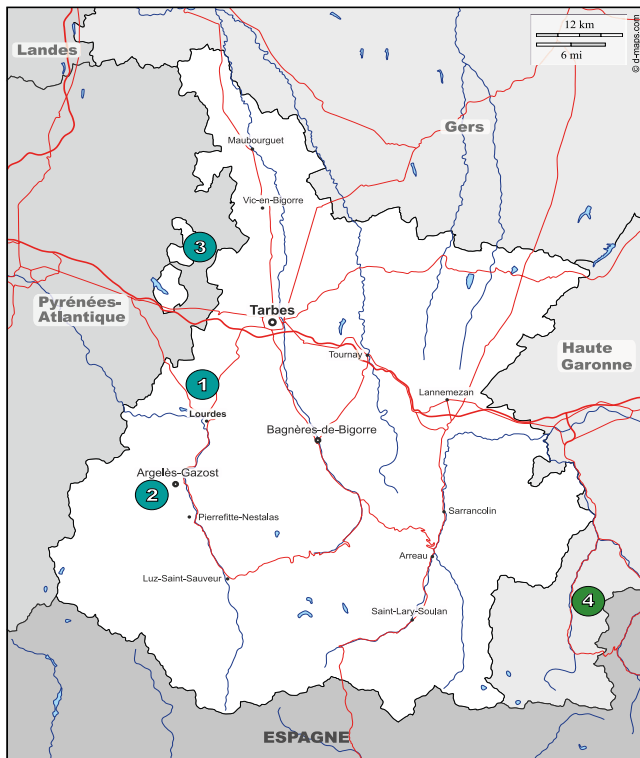 12 km
6 mi
© d-maps.com
Landes
Gers
Maubourguet
Vic-en-Bigorre
3
Pyrénées-
Atlantique
Tarbes
Tournay
Haute
Garonne
1
Lannemezan
Lourdes
Bagnères-de-Bigorre
Argelès-Gazost
2
Pierrefitte-Nestalas
Sarrancolin
Arreau
Luz-Saint-Sauveur
4
Saint-Lary-Soulan
ESPAGNE